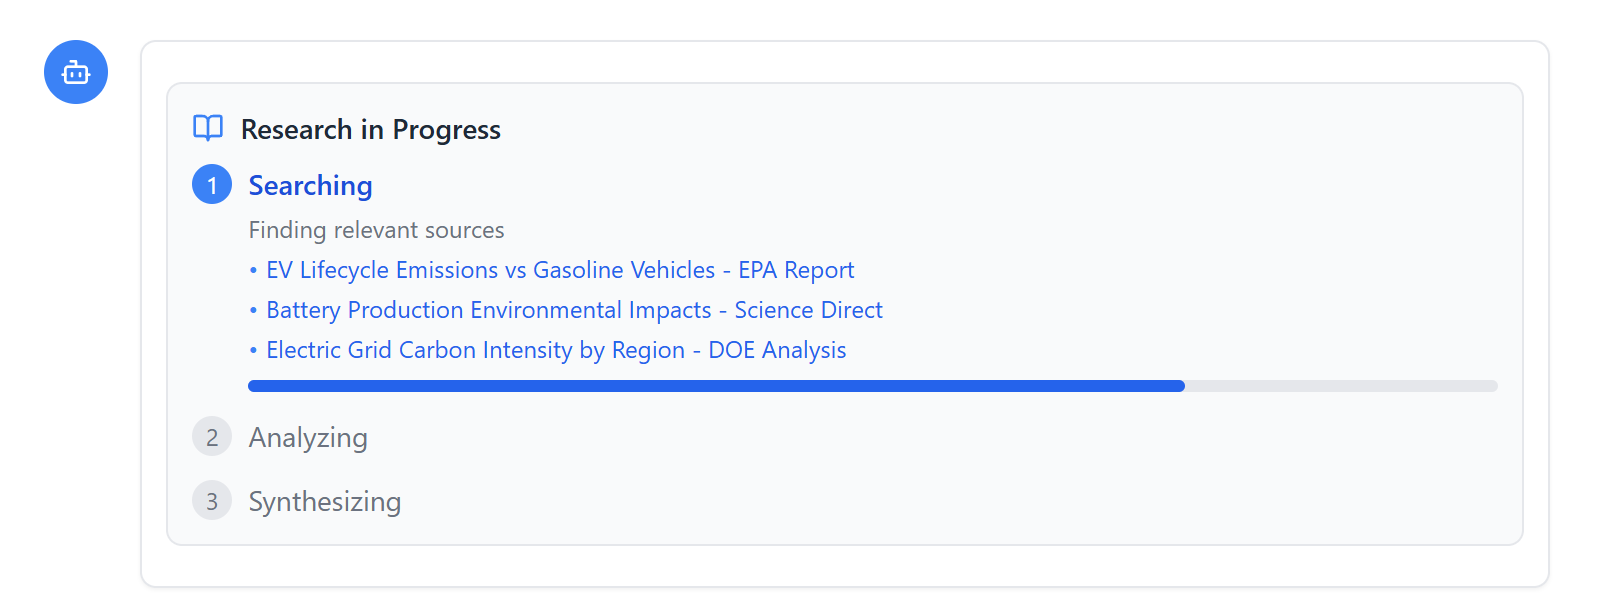 Research in Progress
1 Searching
Finding relevant sources
• EV Lifecycle Emissions vs Gasoline Vehicles - EPA Report
• Battery Production Environmental Impacts - Science Direct
• Electric Grid Carbon Intensity by Region - DOE Analysis
2 Analyzing
3 Synthesizing